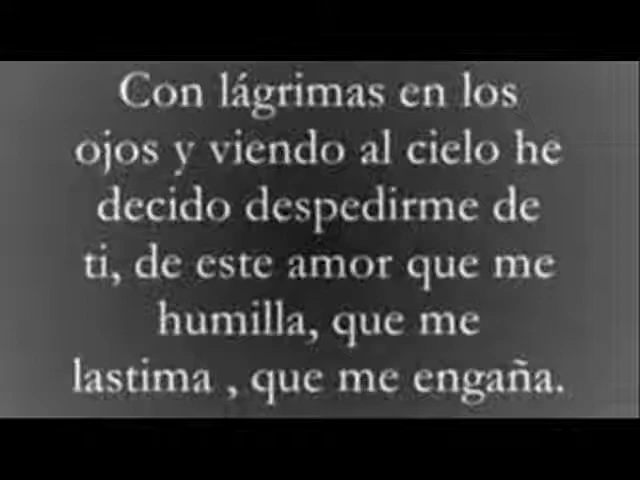 Con lágrimas en los
ojos y viendo al cielo he
decido despedirme de
ti, de este amor que me
humilla, que me
lastima , que me engaña.